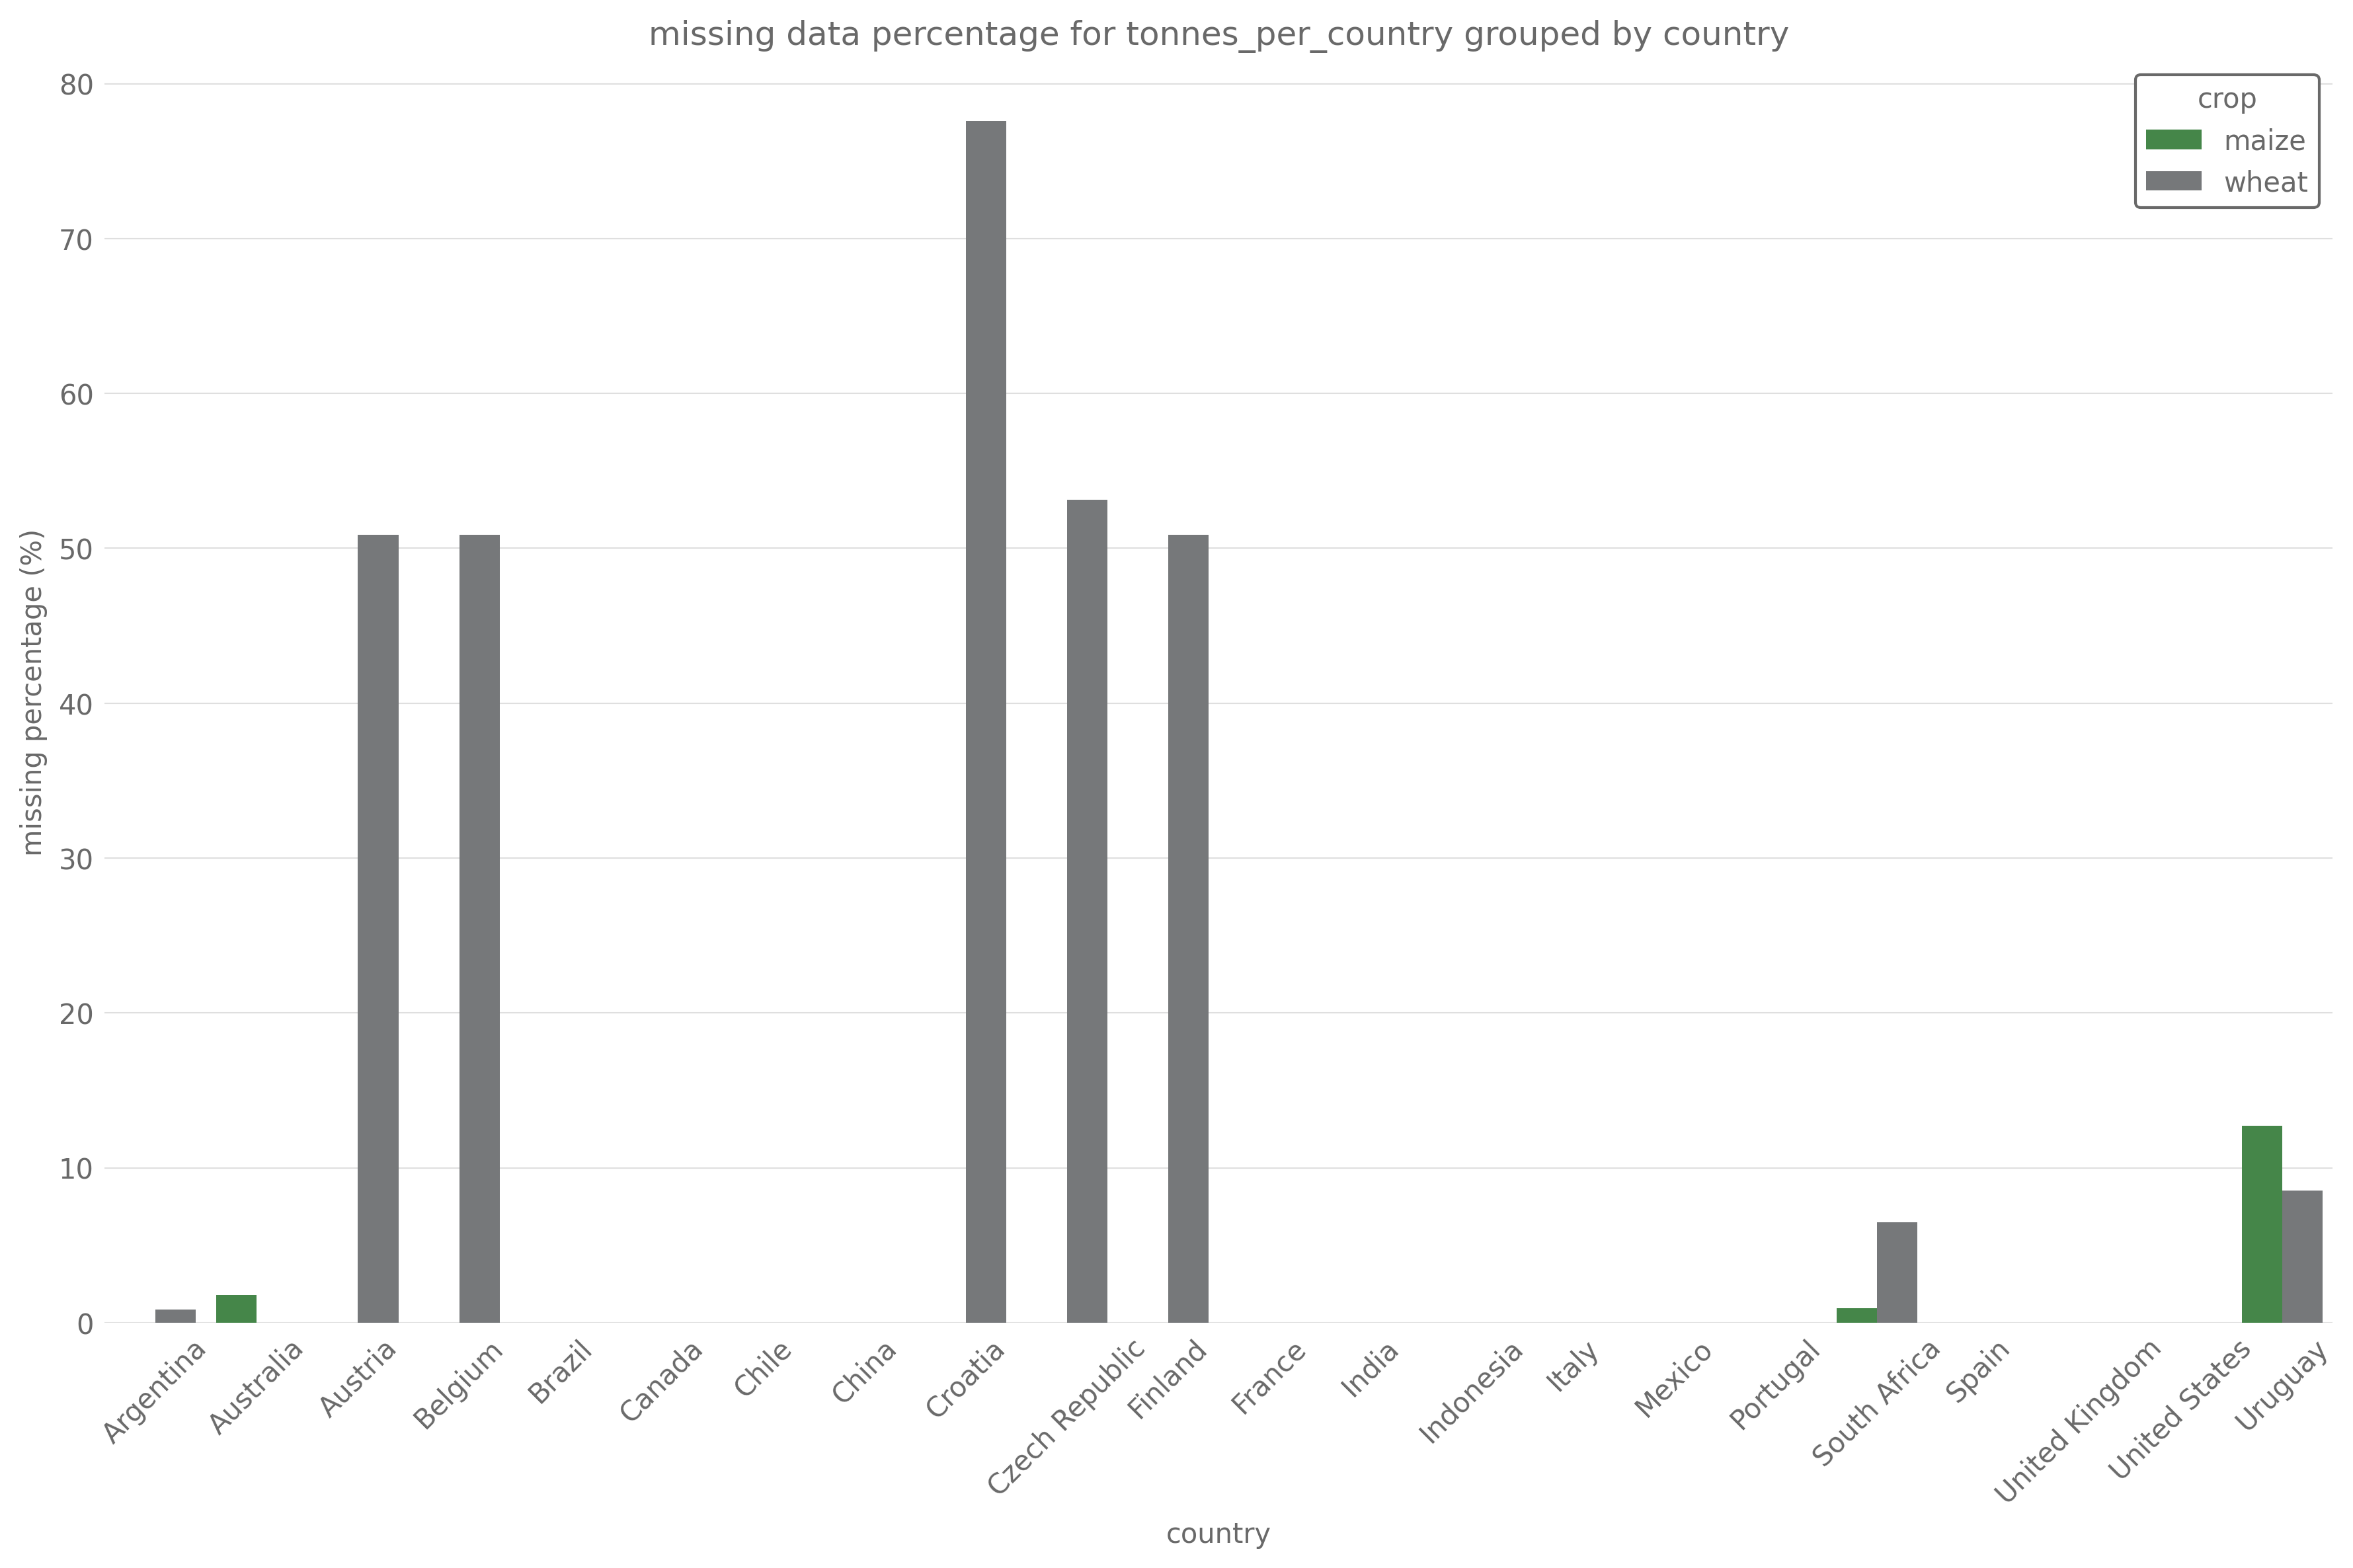 missing data percentage for tonnes_per_country grouped by country
crop
maize
wheat
missing percentage (%)
80
70
60
50
40
30
20
10
0
Argentina
Australia
Austria
Belgium
Brazil
Canada
Chile
China
Croatia
Czech Republic
Finland
France
India
Indonesia
Italy
Mexico
Portugal
South Africa
Spain
United Kingdom
United States
Uruguay
country